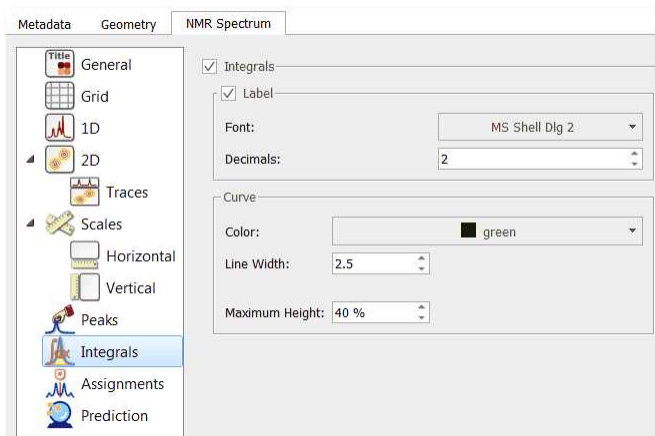 Metadata Geometry NMR Spectrum
Title
General
Grid
1D
2D
Traces
Scales
Horizontal
Vertical
Peaks
Integrals
Assignments
Prediction
Integrals
Label
Font: MS Shell Dlg 2
Decimals: 2
Curve
Color: green
Line Width: 2.5
Maximum Height: 40 %